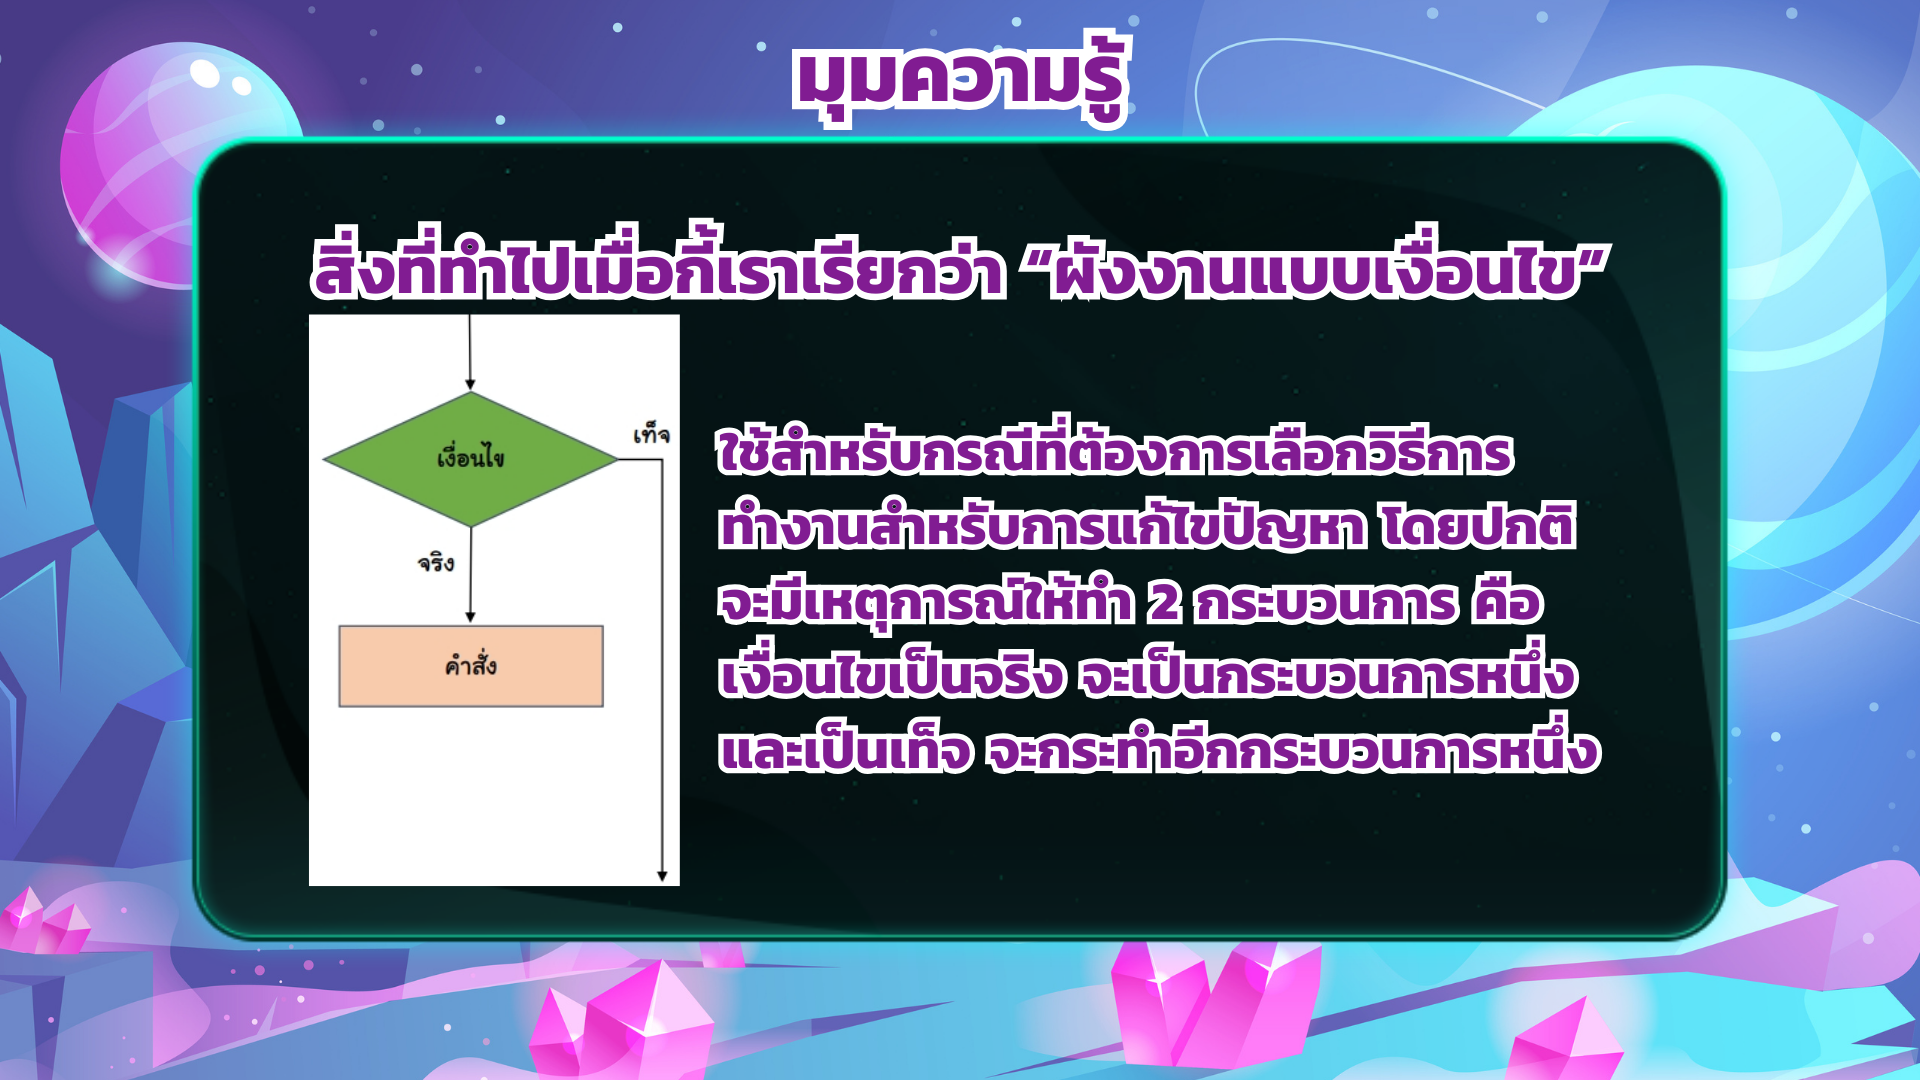 มุมความรู้
สิ่งที่ทำไปเมื่อกี้เราเรียกว่า “ผังงานแบบเงื่อนไข”
เท็จ
เงื่อนไข
จริง
คำสั่ง
ใช้สำหรับกรณีที่ต้องการเลือกวิธีการ
ทำงานสำหรับการแก้ไขปัญหา โดยปกติ
จะมีเหตุการณ์ให้ทำ 2 กระบวนการ คือ
เงื่อนไขเป็นจริง จะเป็นกระบวนการหนึ่ง
และเป็นเท็จ จะกระทำอีกกระบวนการหนึ่ง